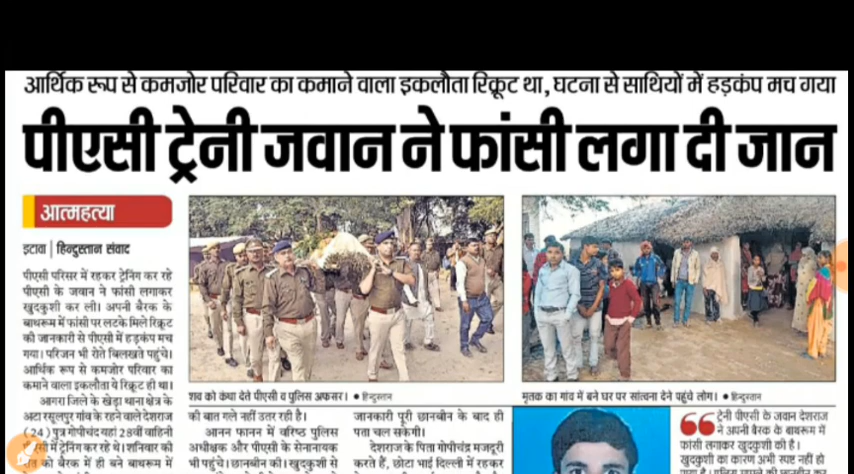 आर्थिक रूप से कमजोर परिवार का कमाने वाला इकलौता रिक्रूट था, घटना से साथियों में हड़कंप मच गया
पीएसी ट्रेनी जवान ने फांसी लगा दी जान
आत्महत्या
इटावा | हिन्दुस्तान संवाद
पीएसी परिसर में रहकर ट्रेनिंग कर रहे
पीएसी के जवान ने फांसी लगाकर
खुदकुशी कर ली। अपनी बैरक के
बाथरूम में फांसी पर लटके मिले रिक्रूट
की जानकारी से पीएसी में हड़कंप मच
गया। परिजन भी रोते बिलखते पहुंचे।
आर्थिक रूप से कमजोर परिवार का
कमाने वाला इकलौता ये रिक्रूट ही था।
आगरा जिले के खेड़ा थाना क्षेत्र के
अटा रसूलपुर गांव के रहने वाले देशराज
(24) पुत्र गोपीचंद यहां 28वीं वाहिनी
में ट्रेनिंग कर रहे थे। शनिवार की
को बैरक में ही बने बाथरूम में
शव को कंधा देते पीएसी व पुलिस अफसर। ● हिन्दुस्तान
की बात गले नहीं उतर रही है।
आनन फानन में वरिष्ठ पुलिस
अधीक्षक और पीएसी के सेनानायक
भी पहुंचे। छानबीन की। खुदकुशी से
मृतक का गांव में बने घर पर सांत्वना देने पहुंचे लोग। ● हिन्दुस्तान
जानकारी पूरी छानबीन के बाद ही
पता चल सकेगी।
देशराज के पिता गोपीचंद्र मजदूरी
करते हैं, छोटा भाई दिल्ली में रहकर
ट्रेनी पीएसी के जवान देशराज
ने अपनी बैरक के बाथरूम में
फांसी लगाकर खुदकुशी की है।
खुदकुशी का कारण अभी स्पष्ट नहीं हो